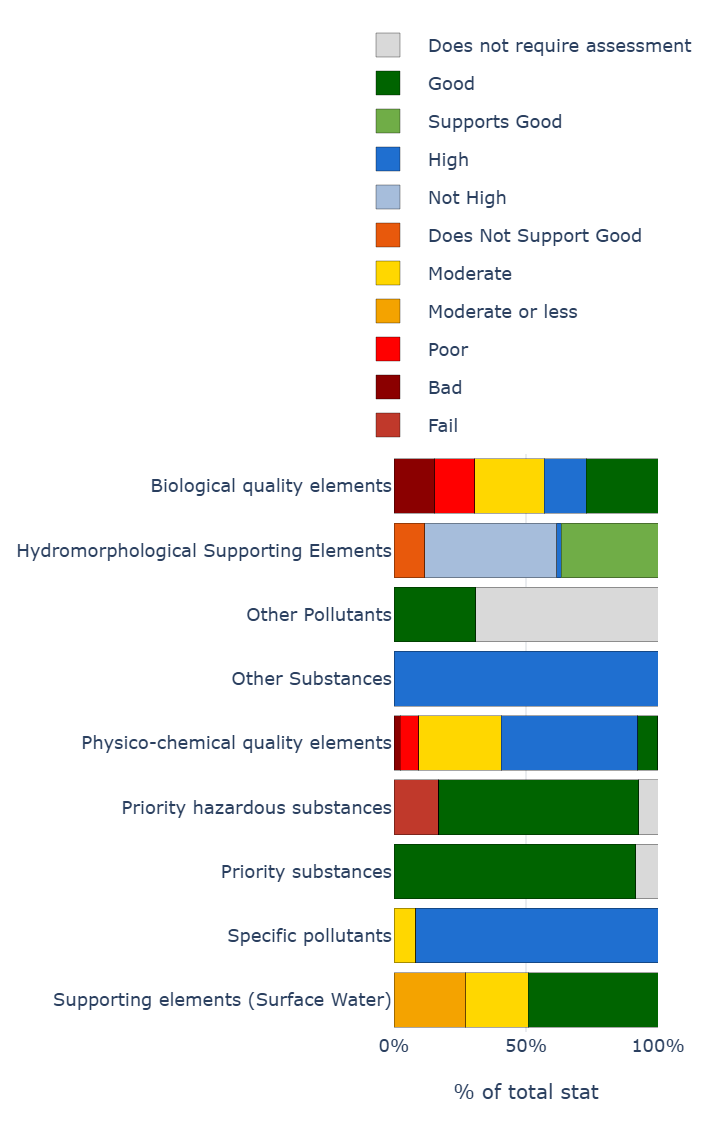 Does not require assessment
Good
Supports Good
High
Not High
Does Not Support Good
Moderate
Moderate or less
Poor
Bad
Fail
Biological quality elements
Hydromorphological Supporting Elements
Other Pollutants
Other Substances
Physico-chemical quality elements
Priority hazardous substances
Priority substances
Specific pollutants
Supporting elements (Surface Water)
0% 50% 100%
% of total stat